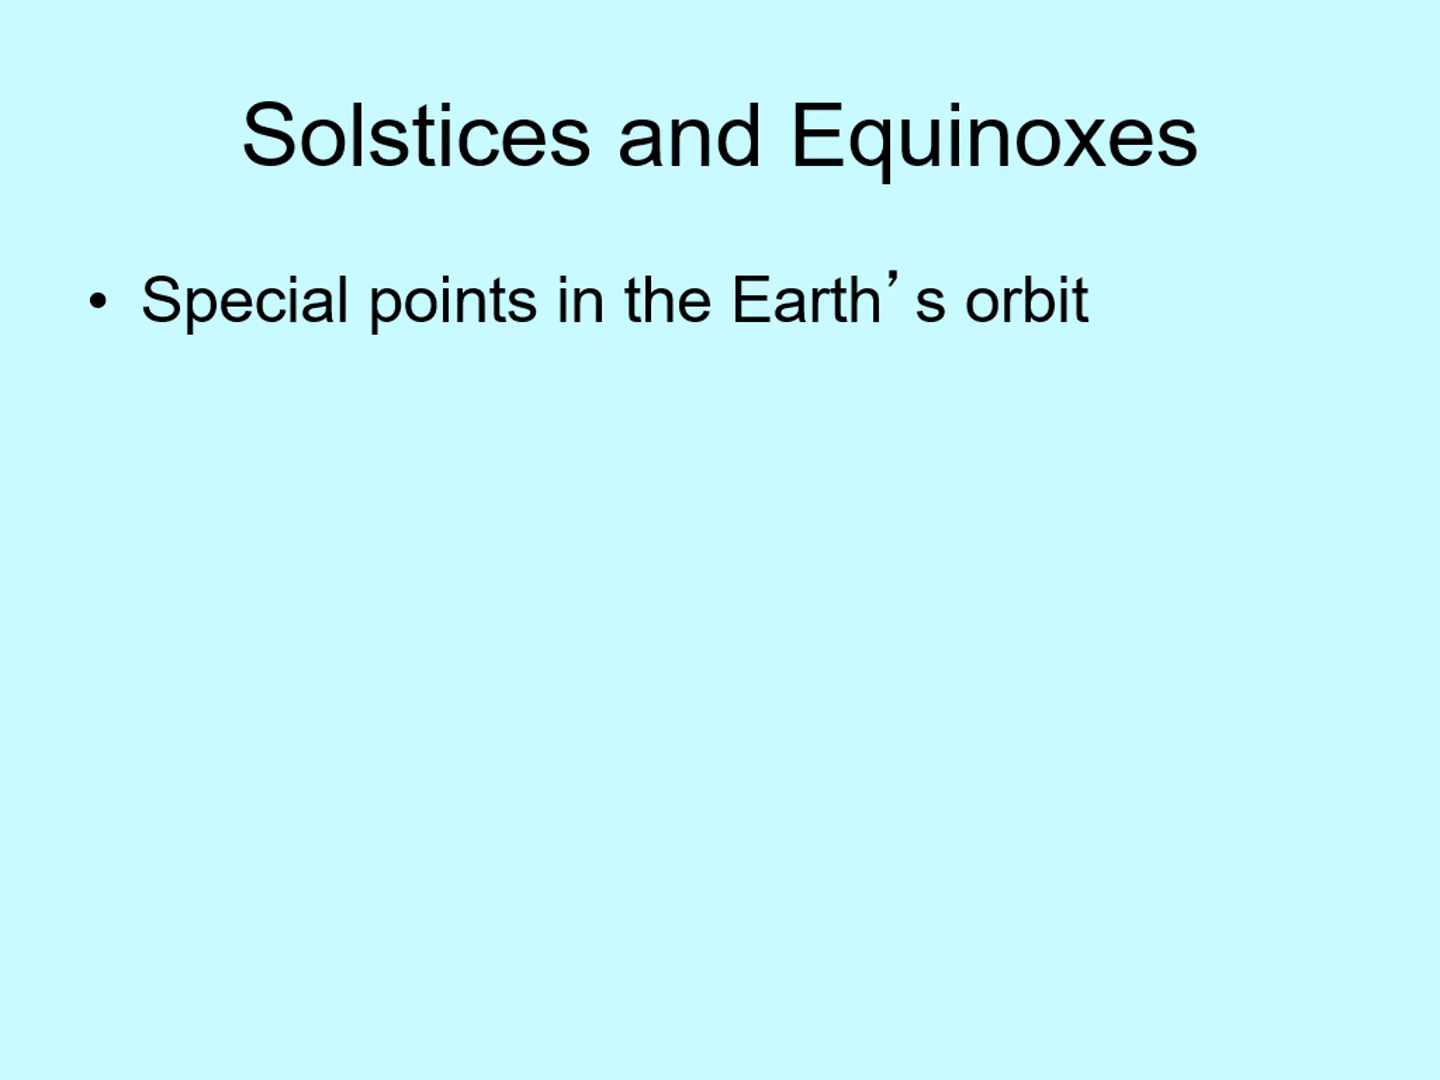 Solstices and Equinoxes
• Special points in the Earth’s orbit